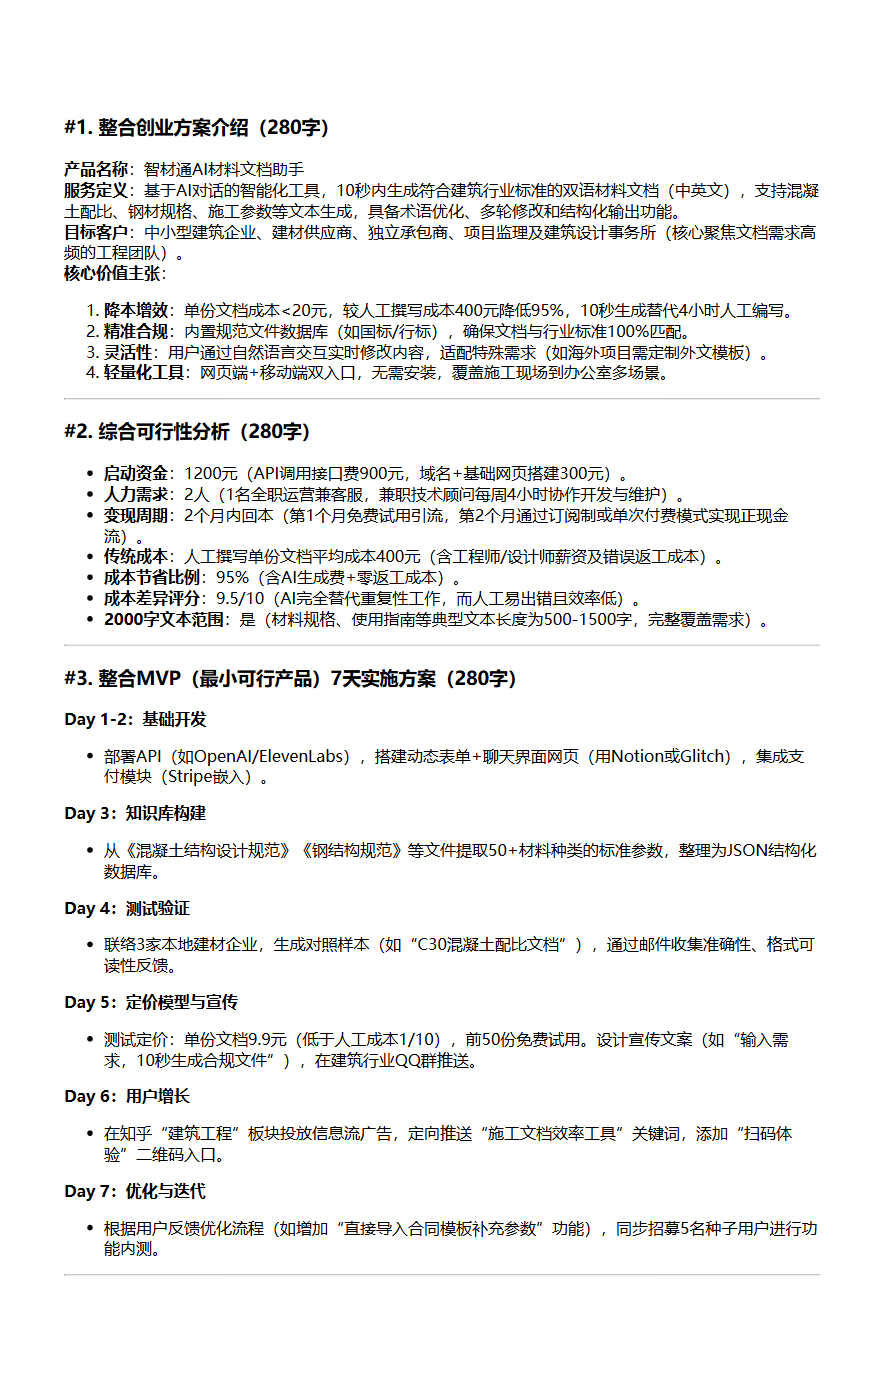 #1. 整合创业方案介绍（280字）
产品名称：智材通AI材料文档助手
服务定义：基于AI对话的智能化工具，10秒内生成符合建筑行业标准的双语材料文档（中英文），支持混凝
土配比、钢材规格、施工参数等文本生成，具备术语优化、多轮修改和结构化输出功能。
目标客户：中小型建筑企业、建材供应商、独立承包商、项目监理及建筑设计事务所（核心聚焦文档需求高
频的工程团队）。
核心价值主张：
1. 降本增效：单份文档成本<20元，较人工撰写成本400元降低95%，10秒生成替代4小时人工编写。
2. 精准合规：内置规范文件数据库（如国标/行标），确保文档与行业标准100%匹配。
3. 灵活性：用户通过自然语言交互实时修改内容，适配特殊需求（如海外项目需定制外文模板）。
4. 轻量化工具：网页端+移动端双入口，无需安装，覆盖施工现场到办公室多场景。
#2. 综合可行性分析（280字）
• 启动资金：1200元（API调用接口费900元，域名+基础网页搭建300元）。
• 人力需求：2人（1名全职运营兼客服，兼职技术顾问每周4小时协作开发与维护）。
• 变现周期：2个月内回本（第1个月免费试用引流，第2个月通过订阅制或单次付费模式实现正现金
流）。
• 传统成本：人工撰写单份文档平均成本400元（含工程师/设计师薪资及错误返工成本）。
• 成本节省比例：95%（含AI生成费+零返工成本）。
• 成本差异评分：9.5/10（AI完全替代重复性工作，而人工易出错且效率低）。
• 2000字文本范围：是（材料规格、使用指南等典型文本长度为500-1500字，完整覆盖需求）。
#3. 整合MVP（最小可行产品）7天实施方案（280字）
Day 1-2：基础开发
• 部署API（如OpenAI/ElevenLabs），搭建动态表单+聊天界面网页（用Notion或Glitch），集成支
付模块（Stripe嵌入）。
Day 3：知识库构建
• 从《混凝土结构设计规范》《钢结构规范》等文件提取50+材料种类的标准参数，整理为JSON结构化
数据库。
Day 4：测试验证
• 联络3家本地建材企业，生成对照样本（如“C30混凝土配比文档”），通过邮件收集准确性、格式可
读性反馈。
Day 5：定价模型与宣传
• 测试定价：单份文档9.9元（低于人工成本1/10），前50份免费试用。设计宣传文案（如“输入需
求，10秒生成合规文件”），在建筑行业QQ群推送。
Day 6：用户增长
• 在知乎“建筑工程”板块投放信息流广告，定向推送“施工文档效率工具”关键词，添加“扫码体
验”二维码入口。
Day 7：优化与迭代
• 根据用户反馈优化流程（如增加“直接导入合同模板补充参数”功能），同步招募5名种子用户进行功
能内测。